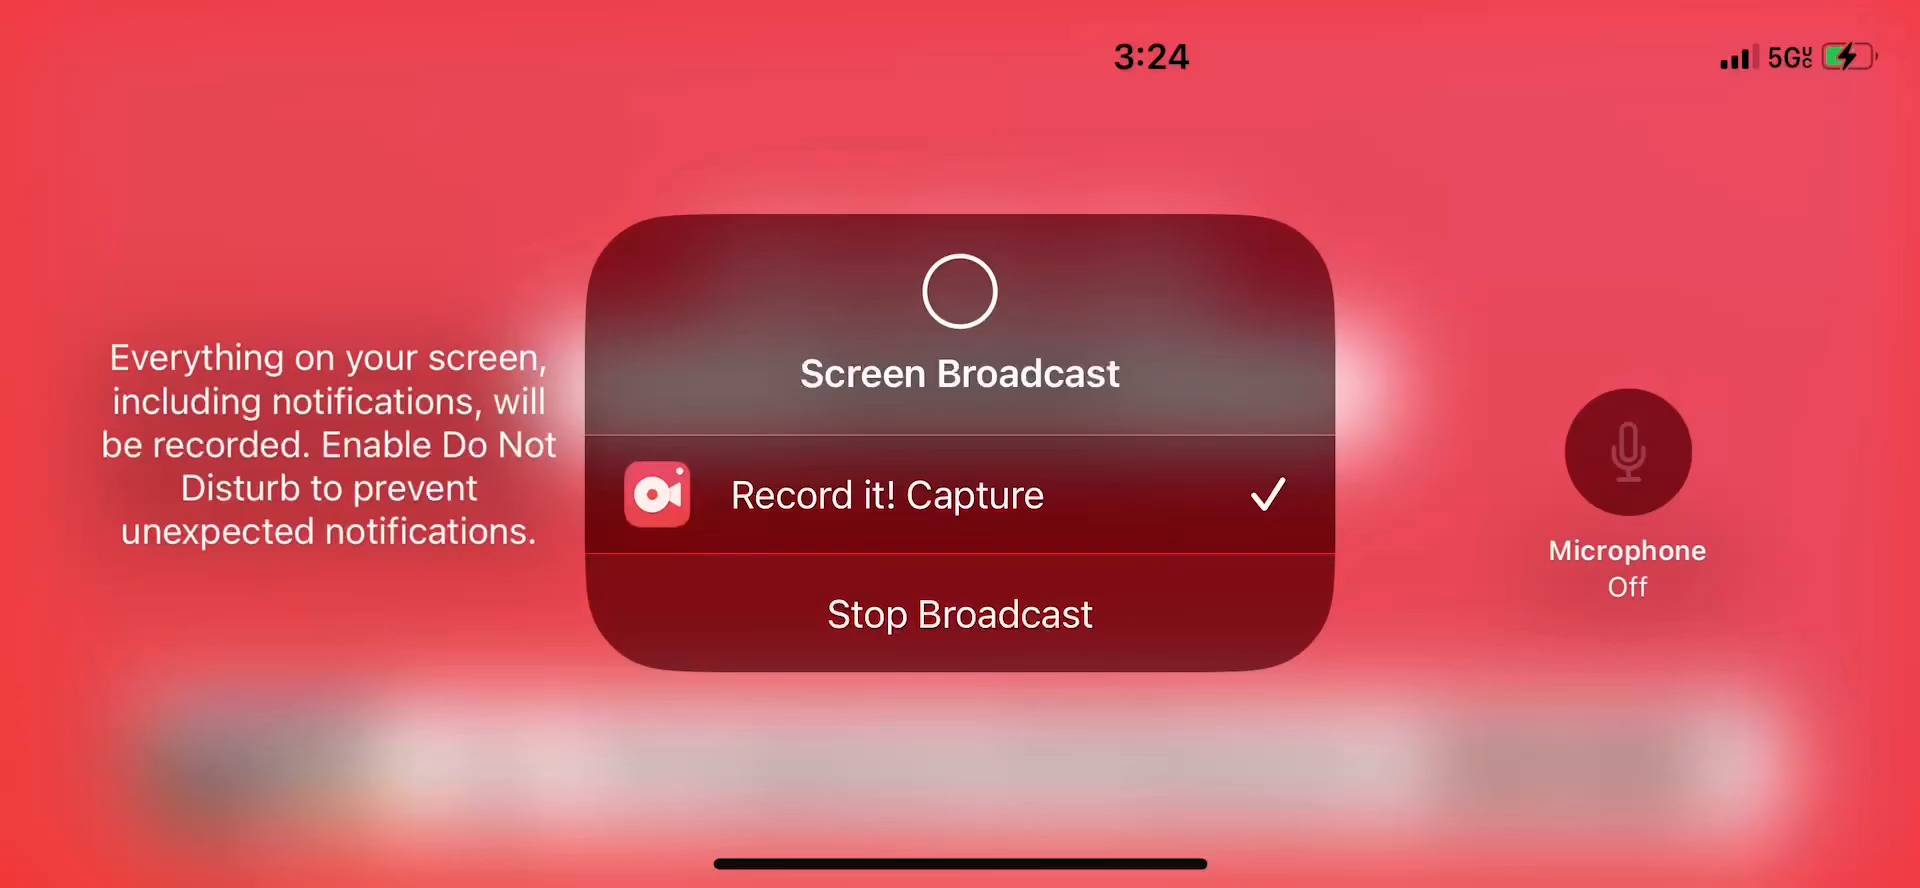 3:24
5GUC
Everything on your screen,
including notifications, will
be recorded. Enable Do Not
Disturb to prevent
unexpected notifications.
Screen Broadcast
Record it! Capture
Stop Broadcast
Microphone
Off